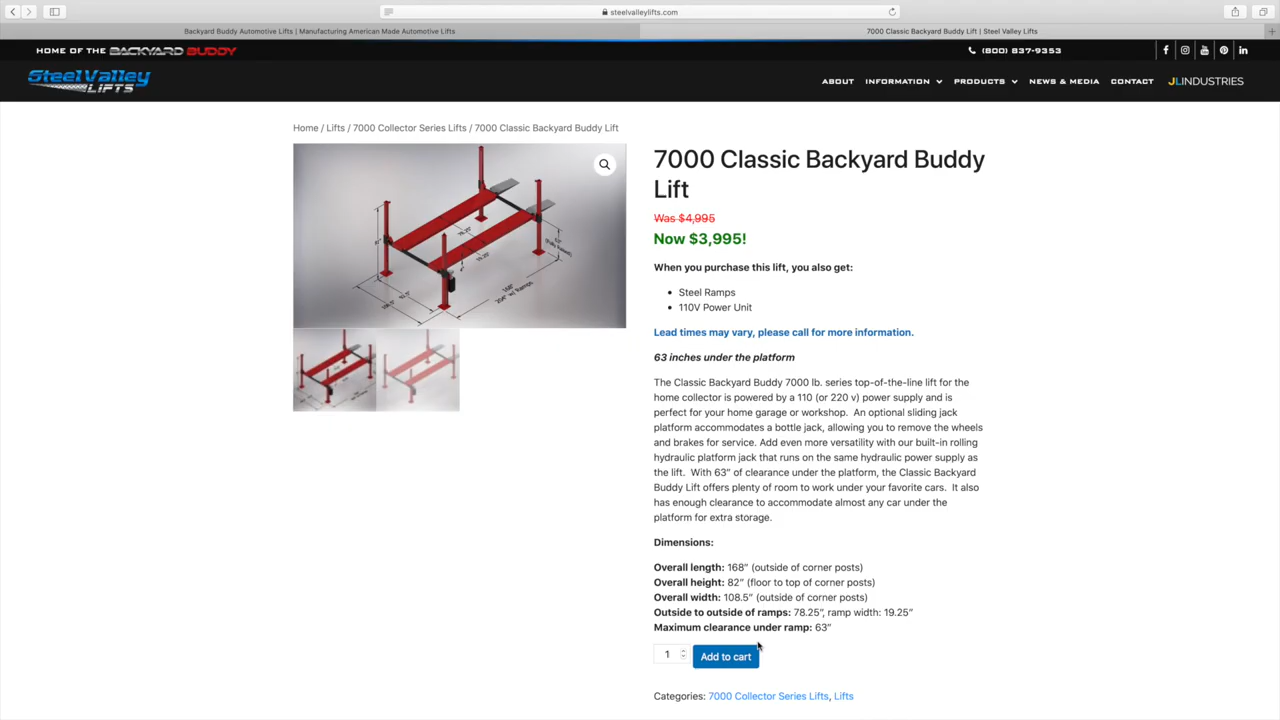 steelvalleylifts.com
Backyard Buddy Automotive Lifts | Manufacturing American Made Automotive Lifts
7000 Classic Backyard Buddy Lift | Steel Valley Lifts
HOME OF THE BACKYARD BUDDY
(800) 837-9353
SteelValley
LIFTS
ABOUT INFORMATION PRODUCTS NEWS & MEDIA CONTACT JLINDUSTRIES
Home / Lifts / 7000 Collector Series Lifts / 7000 Classic Backyard Buddy Lift
7000 Classic Backyard Buddy
Lift
Was $4,995
Now $3,995!
When you purchase this lift, you also get:
• Steel Ramps
• 110V Power Unit
Lead times may vary, please call for more information.
63 inches under the platform
The Classic Backyard Buddy 7000 lb. series top-of-the-line lift for the
home collector is powered by a 110 (or 220 v) power supply and is
perfect for your home garage or workshop. An optional sliding jack
platform accommodates a bottle jack, allowing you to remove the wheels
and brakes for service. Add even more versatility with our built-in rolling
hydraulic platform jack that runs on the same hydraulic power supply as
the lift. With 63" of clearance under the platform, the Classic Backyard
Buddy Lift offers plenty of room to work under your favorite cars. It also
has enough clearance to accommodate almost any car under the
platform for extra storage.
Dimensions:
Overall length: 168" (outside of corner posts)
Overall height: 82" (floor to top of corner posts)
Overall width: 108.5" (outside of corner posts)
Outside to outside of ramps: 78.25", ramp width: 19.25"
Maximum clearance under ramp: 63"
1 Add to cart
Categories: 7000 Collector Series Lifts, Lifts
78.25"
168"
204" w/ Ramps